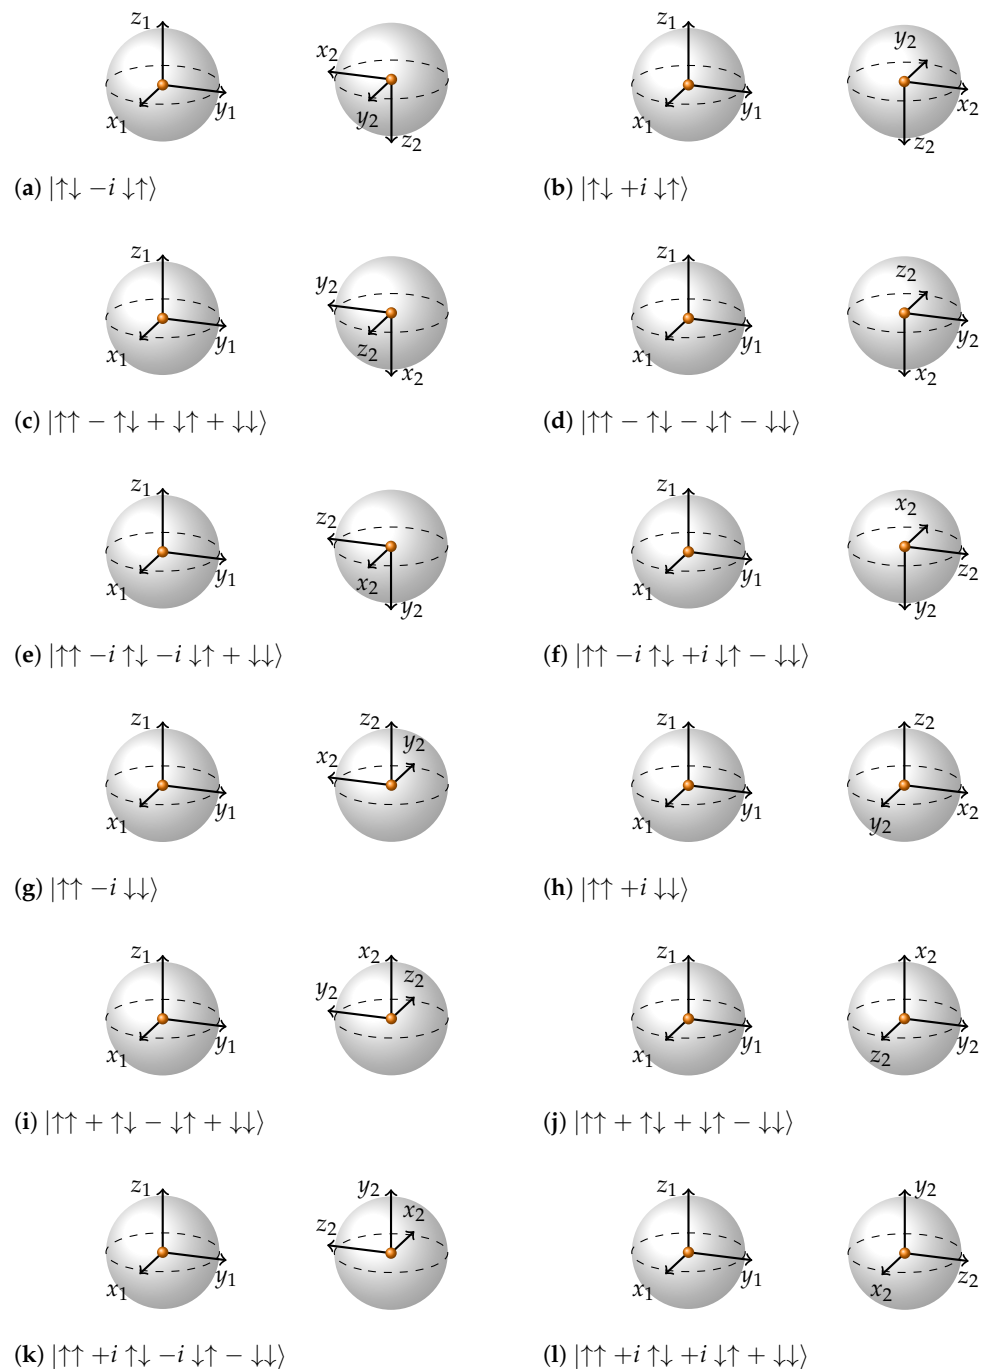 z₁ z₁
x₂ y₂
x₁ y₁ y₂ z₂ x₁ y₁ z₂ x₂
(a) |↑↓ −i ↓↑⟩ (b) |↑↓ +i ↓↑⟩
z₁ z₁
y₂ z₂
x₁ y₁ z₂ x₂ x₁ y₁ x₂ y₂
(c) |↑↑ − ↑↓ + ↓↑ + ↓↓⟩ (d) |↑↑ − ↑↓ − ↓↑ − ↓↓⟩
z₁ z₁
z₂ x₂
x₁ y₁ x₂ y₂ x₁ y₁ y₂ z₂
(e) |↑↑ −i ↑↓ −i ↓↑ + ↓↓⟩ (f) |↑↑ −i ↑↓ +i ↓↑ − ↓↓⟩
z₁ z₂ z₁ z₂
x₂ y₂
x₁ y₁ x₁ y₁ y₂ x₂
(g) |↑↑ −i ↓↓⟩ (h) |↑↑ +i ↓↓⟩
z₁ x₂ z₁ x₂
y₂ z₂
x₁ y₁ x₁ y₁ z₂ y₂
(i) |↑↑ + ↑↓ − ↓↑ + ↓↓⟩ (j) |↑↑ + ↑↓ + ↓↑ − ↓↓⟩
z₁ y₂ z₁ y₂
z₂ x₂
x₁ y₁ x₁ y₁ x₂ z₂
(k) |↑↑ +i ↑↓ −i ↓↑ − ↓↓⟩ (l) |↑↑ +i ↑↓ +i ↓↑ + ↓↓⟩